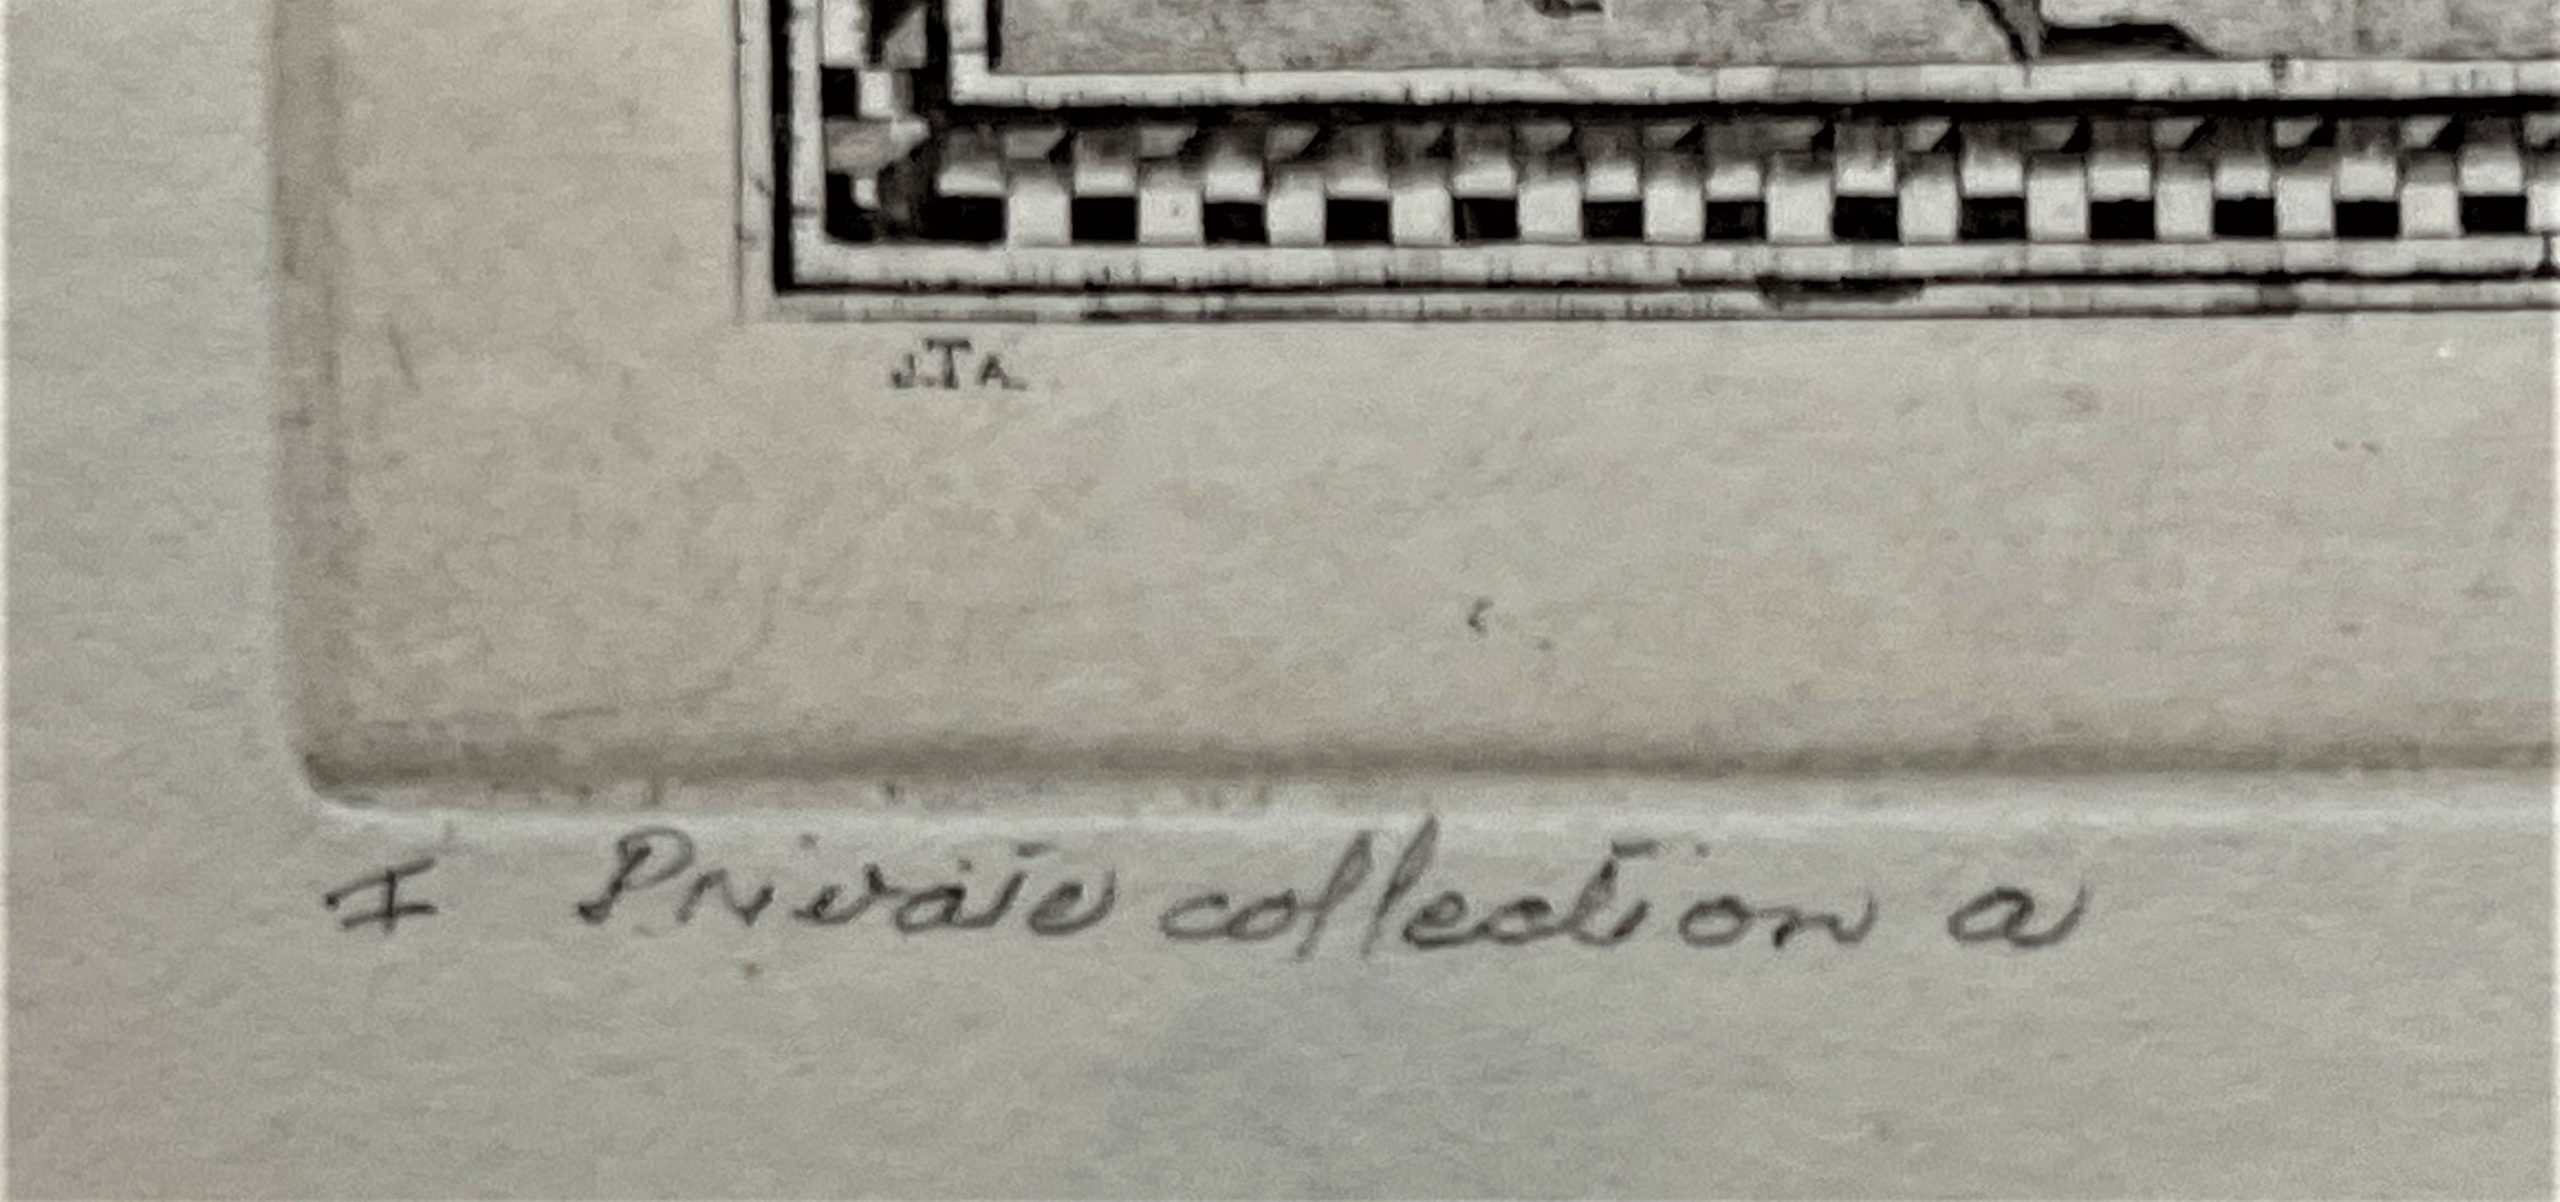 J.T.A.
I Private collection a